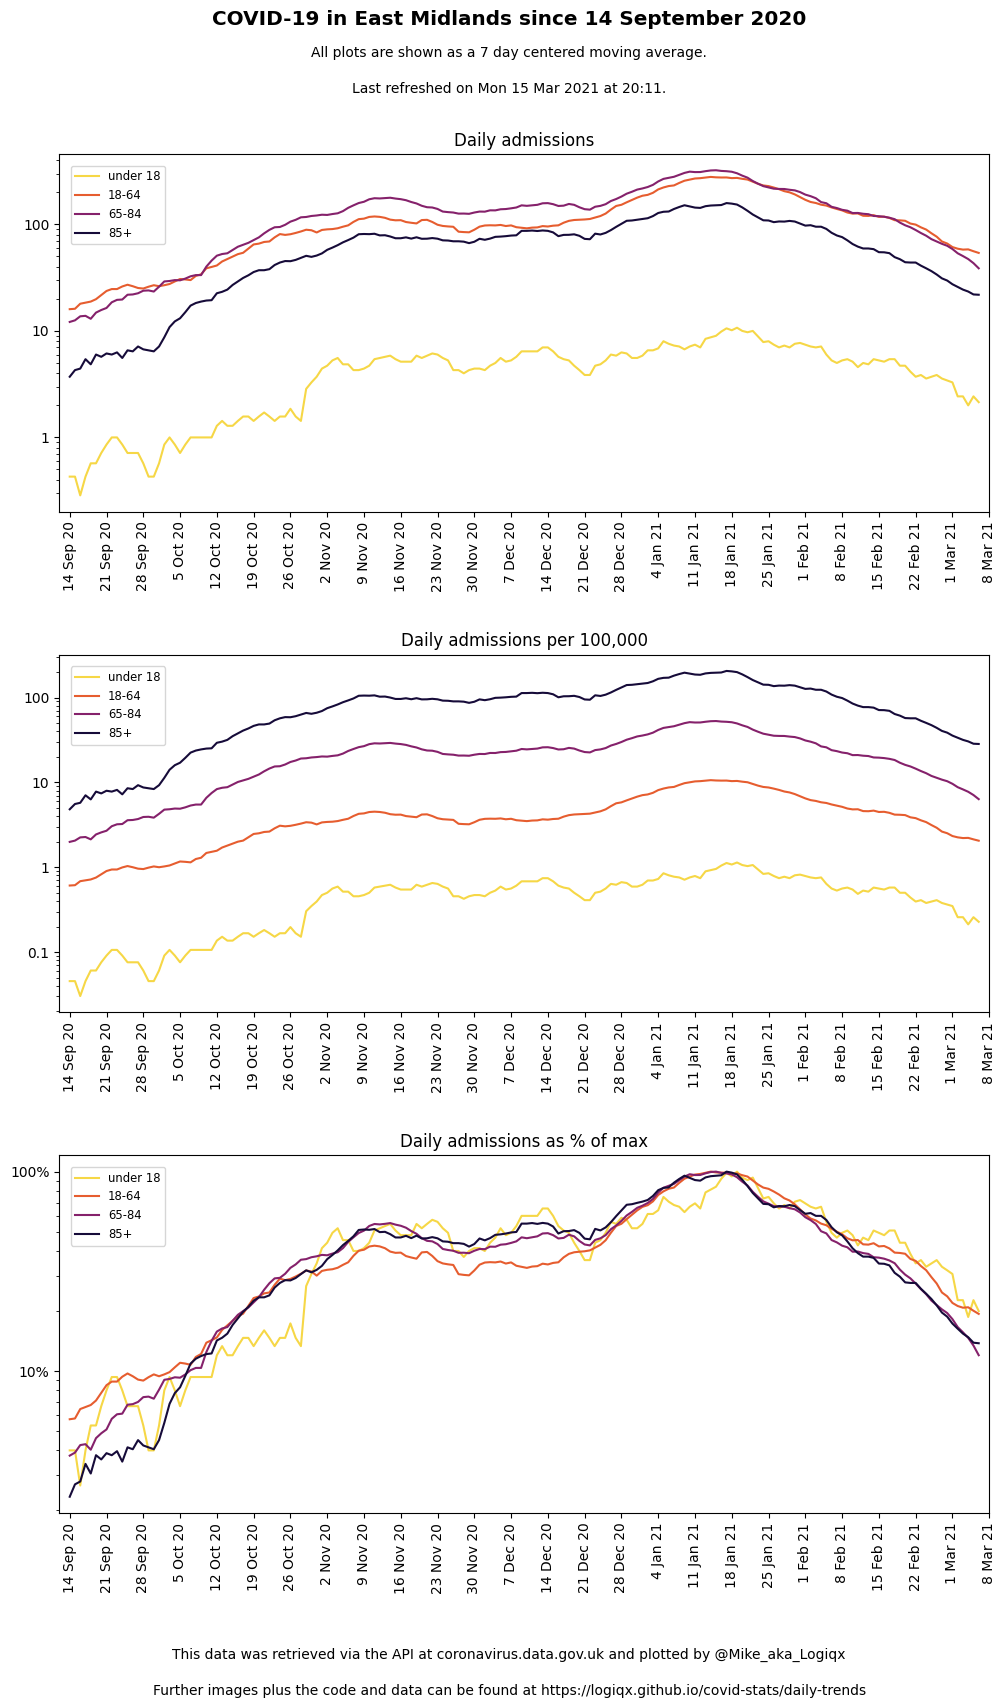 COVID-19 in East Midlands since 14 September 2020
All plots are shown as a 7 day centered moving average.
Last refreshed on Mon 15 Mar 2021 at 20:11.
Daily admissions
under 18
18-64
65-84
85+
100
10
1
14 Sep 20
21 Sep 20
28 Sep 20
5 Oct 20
12 Oct 20
19 Oct 20
26 Oct 20
2 Nov 20
9 Nov 20
16 Nov 20
23 Nov 20
30 Nov 20
7 Dec 20
14 Dec 20
21 Dec 20
28 Dec 20
4 Jan 21
11 Jan 21
18 Jan 21
25 Jan 21
1 Feb 21
8 Feb 21
15 Feb 21
22 Feb 21
1 Mar 21
8 Mar 21
Daily admissions per 100,000
under 18
18-64
65-84
85+
100
10
1
0.1
14 Sep 20
21 Sep 20
28 Sep 20
5 Oct 20
12 Oct 20
19 Oct 20
26 Oct 20
2 Nov 20
9 Nov 20
16 Nov 20
23 Nov 20
30 Nov 20
7 Dec 20
14 Dec 20
21 Dec 20
28 Dec 20
4 Jan 21
11 Jan 21
18 Jan 21
25 Jan 21
1 Feb 21
8 Feb 21
15 Feb 21
22 Feb 21
1 Mar 21
8 Mar 21
Daily admissions as % of max
under 18
18-64
65-84
85+
100%
10%
14 Sep 20
21 Sep 20
28 Sep 20
5 Oct 20
12 Oct 20
19 Oct 20
26 Oct 20
2 Nov 20
9 Nov 20
16 Nov 20
23 Nov 20
30 Nov 20
7 Dec 20
14 Dec 20
21 Dec 20
28 Dec 20
4 Jan 21
11 Jan 21
18 Jan 21
25 Jan 21
1 Feb 21
8 Feb 21
15 Feb 21
22 Feb 21
1 Mar 21
8 Mar 21
This data was retrieved via the API at coronavirus.data.gov.uk and plotted by @Mike_aka_Logiqx
Further images plus the code and data can be found at https://logiqx.github.io/covid-stats/daily-trends